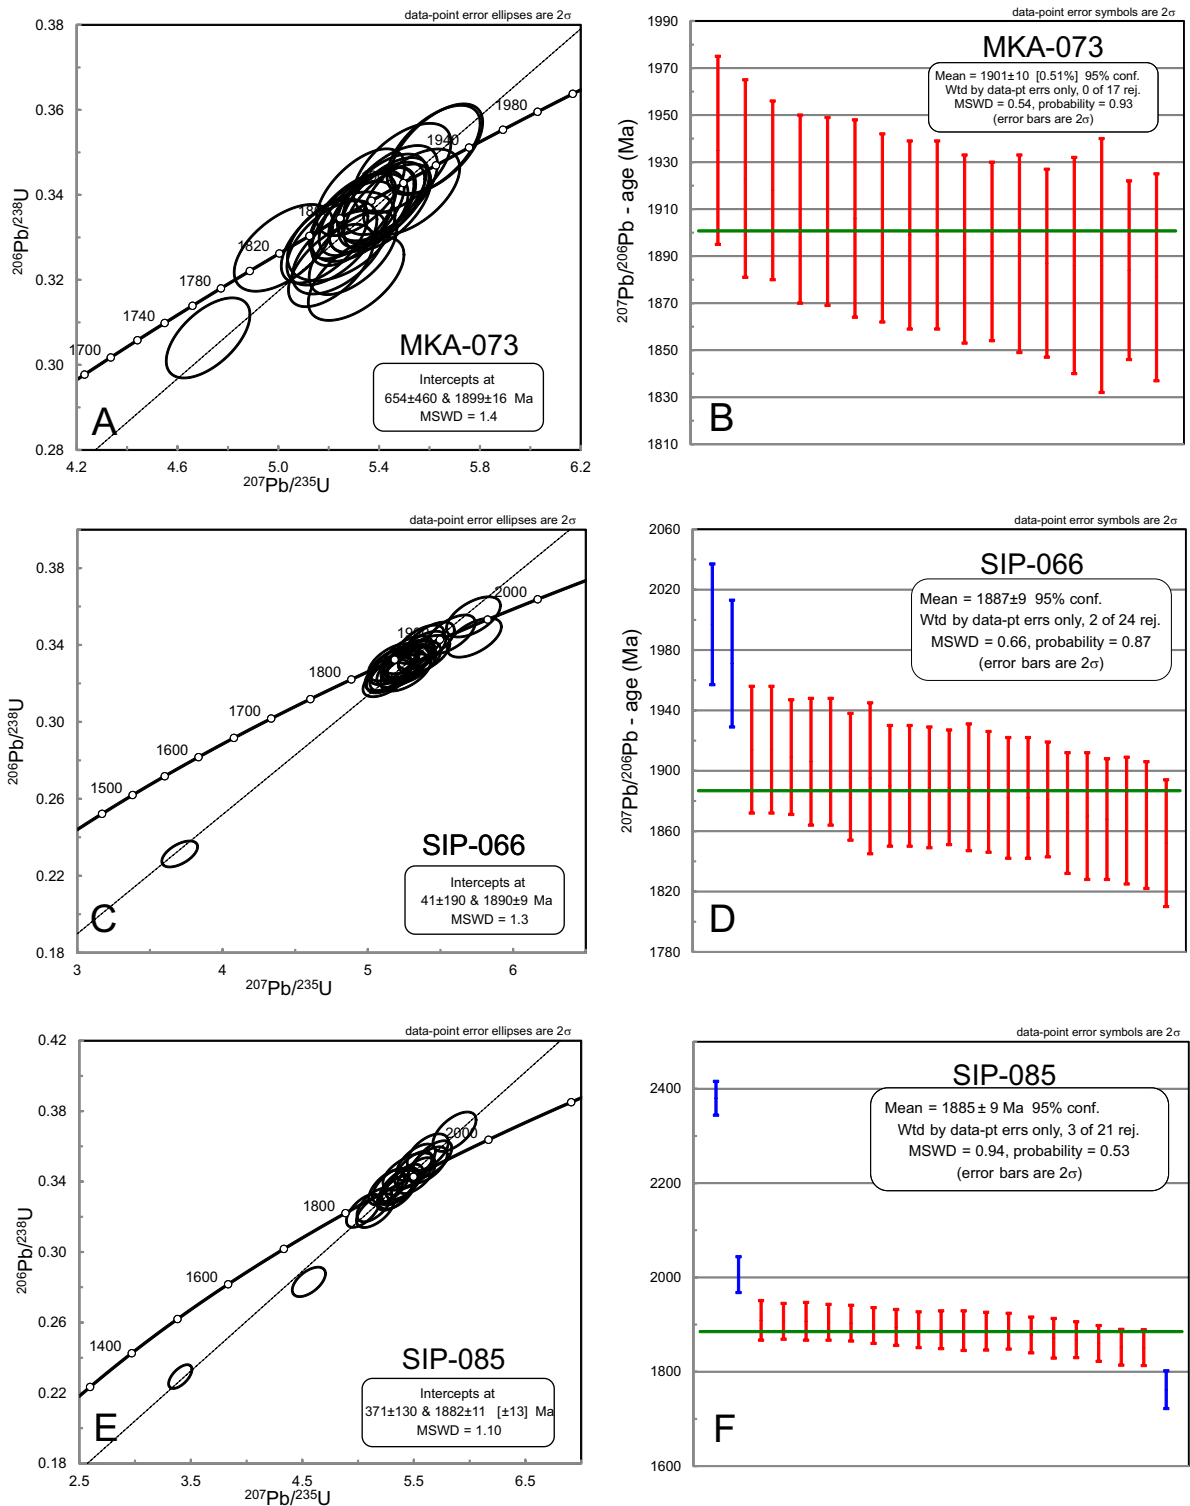 data-point error ellipses are 2σ
0.38
0.36
0.34
0.32
0.30
0.28
206Pb/238U
1980
1940
1820
1780
1740
1700
MKA-073
Intercepts at
654±460 & 1899±16 Ma
MSWD = 1.4
A
4.2 4.6 5.0 5.4 5.8 6.2
207Pb/235U
data-point error symbols are 2σ
1990
1970
1950
1930
1910
1890
1870
1850
1830
1810
207Pb/206Pb - age (Ma)
MKA-073
Mean = 1901±10 [0.51%] 95% conf.
Wtd by data-pt errs only, 0 of 17 rej.
MSWD = 0.54, probability = 0.93
(error bars are 2σ)
B
data-point error ellipses are 2σ
0.38
0.34
0.30
0.26
0.22
0.18
206Pb/238U
2000
1800
1700
1600
1500
SIP-066
Intercepts at
41±190 & 1890±9 Ma
MSWD = 1.3
C
3 4 5 6
207Pb/235U
data-point error symbols are 2σ
2060
2020
1980
1940
1900
1860
1820
1780
207Pb/206Pb - age (Ma)
SIP-066
Mean = 1887±9 95% conf.
Wtd by data-pt errs only, 2 of 24 rej.
MSWD = 0.66, probability = 0.87
(error bars are 2σ)
D
data-point error ellipses are 2σ
0.42
0.38
0.34
0.30
0.26
0.22
0.18
206Pb/238U
2000
1800
1600
1400
SIP-085
Intercepts at
371±130 & 1882±11 [±13] Ma
MSWD = 1.10
E
2.5 3.5 4.5 5.5 6.5
207Pb/235U
data-point error symbols are 2σ
2400
2200
2000
1800
1600
SIP-085
Mean = 1885± 9 Ma 95% conf.
Wtd by data-pt errs only, 3 of 21 rej.
MSWD = 0.94, probability = 0.53
(error bars are 2σ)
F